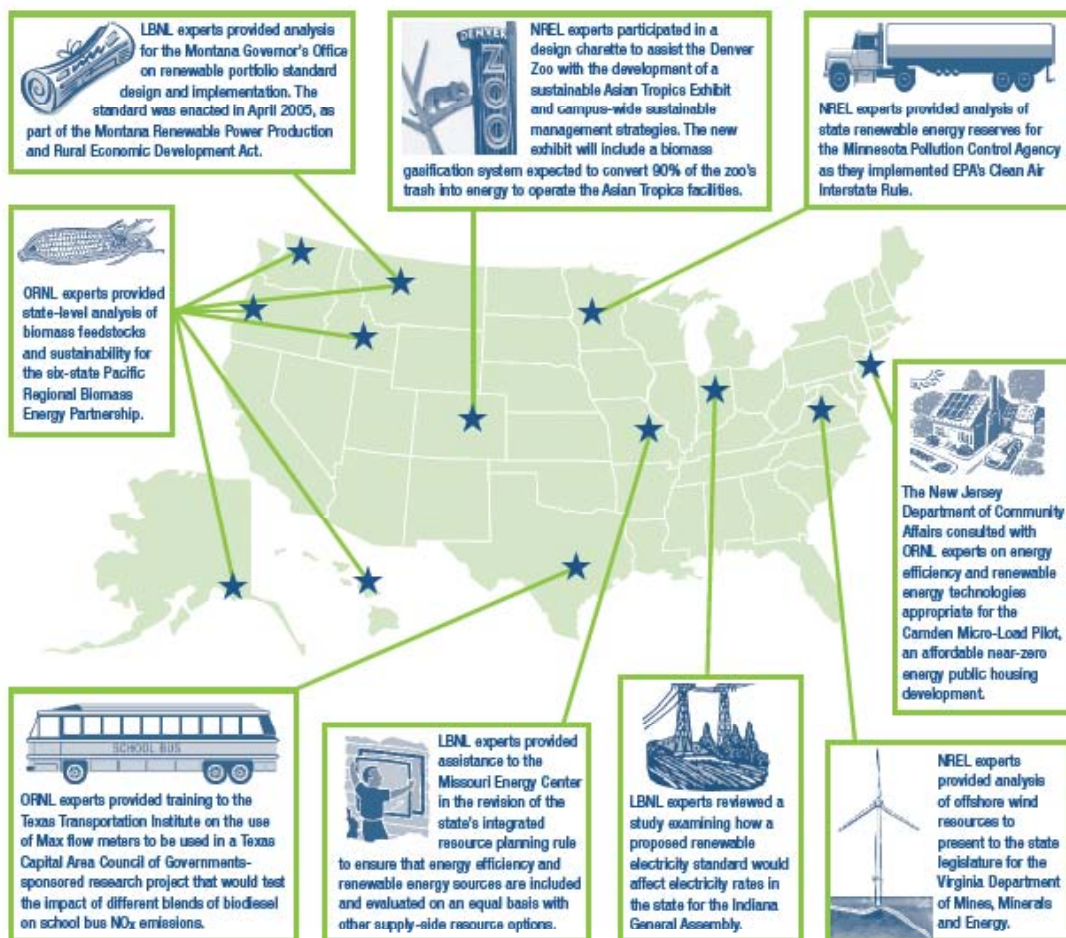 LBNL experts provided analysis
for the Montana Governor's Office
on renewable portfolio standard
design and implementation. The
standard was enacted in April 2005, as
part of the Montana Renewable Power Production
and Rural Economic Development Act.
DENVER
ZOO
NREL experts participated in a
design charette to assist the Denver
Zoo with the development of a
sustainable Asian Tropics Exhibit
and campus-wide sustainable
management strategies. The new
exhibit will include a biomass
gasification system expected to convert 90% of the zoo's
trash into energy to operate the Asian Tropics facilities.
NREL experts provided analysis of
state renewable energy reserves for
the Minnesota Pollution Control Agency
as they implemented EPA's Clean Air
Interstate Rule.
ORNL experts provided
state-level analysis of
biomass feedstocks
and sustainability for
the six-state Pacific
Regional Biomass
Energy Partnership.
The New Jersey
Department of Community
Affairs consulted with
ORNL experts on energy
efficiency and renewable
energy technologies
appropriate for the
Camden Micro-Load Pilot,
an affordable near-zero
energy public housing
development.
SCHOOL BUS
ORNL experts provided training to the
Texas Transportation Institute on the use
of Max flow meters to be used in a Texas
Capital Area Council of Governments-
sponsored research project that would test
the impact of different blends of biodiesel
on school bus NOx emissions.
LBNL experts provided
assistance to the
Missouri Energy Center
in the revision of the
state's integrated
resource planning rule
to ensure that energy efficiency and
renewable energy sources are included
and evaluated on an equal basis with
other supply-side resource options.
LBNL experts reviewed a
study examining how a
proposed renewable
electricity standard would
affect electricity rates in
the state for the Indiana
General Assembly.
NREL experts
provided analysis
of offshore wind
resources to
present to the state
legislature for the
Virginia Department
of Mines, Minerals
and Energy.